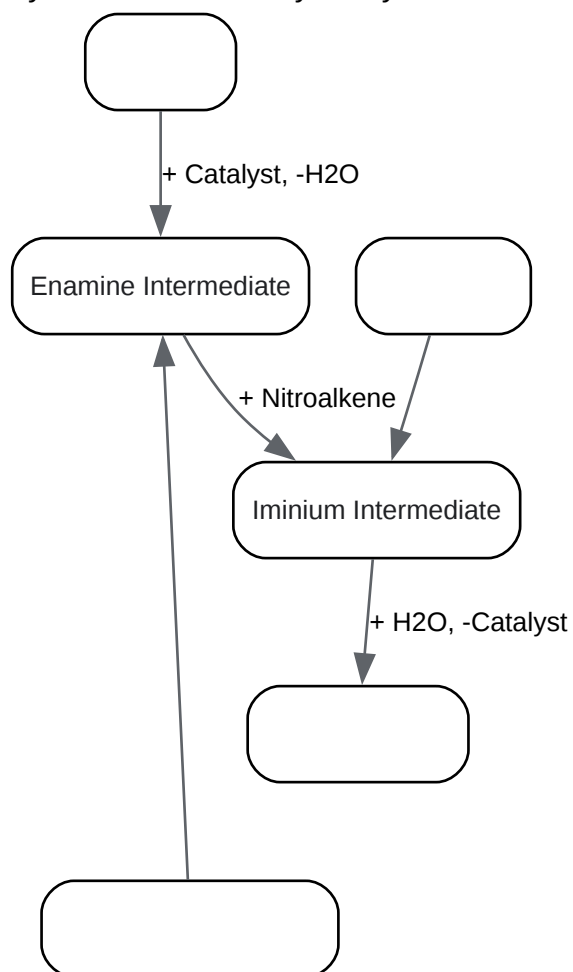 + Catalyst, -H2O
Enamine Intermediate
+ Nitroalkene
Iminium Intermediate
+ H2O, -Catalyst